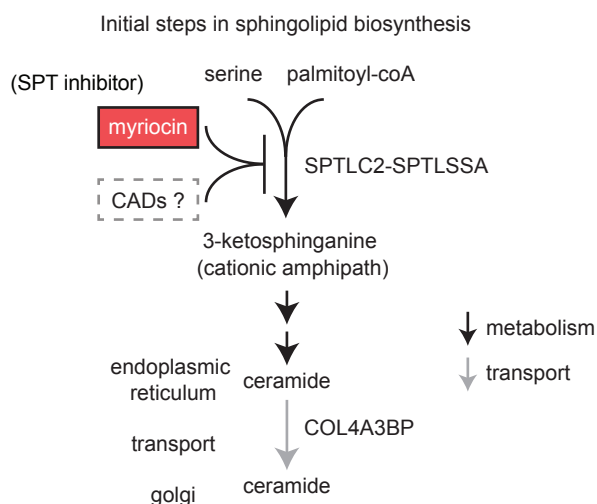 Initial steps in sphingolipid biosynthesis
serine palmitoyl-coA
(SPT inhibitor)
myriocin
SPTLC2-SPTLSSA
CADs ?
3-ketosphinganine
(cationic amphipath)
metabolism
endoplasmic
reticulum
ceramide
transport
COL4A3BP
transport
golgi
ceramide